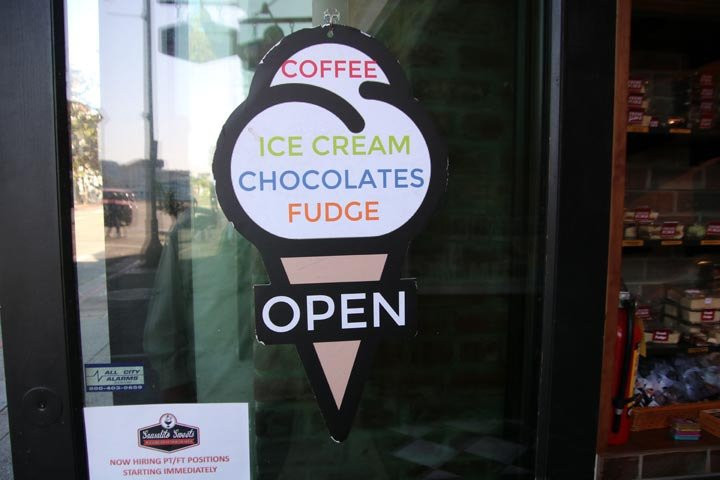 COFFEE
ICE CREAM
CHOCOLATES
FUDGE
OPEN
ALL CITY
ALARMS
Sausalito Sweets
NOW HIRING PT/FT POSITIONS
STARTING IMMEDIATELY